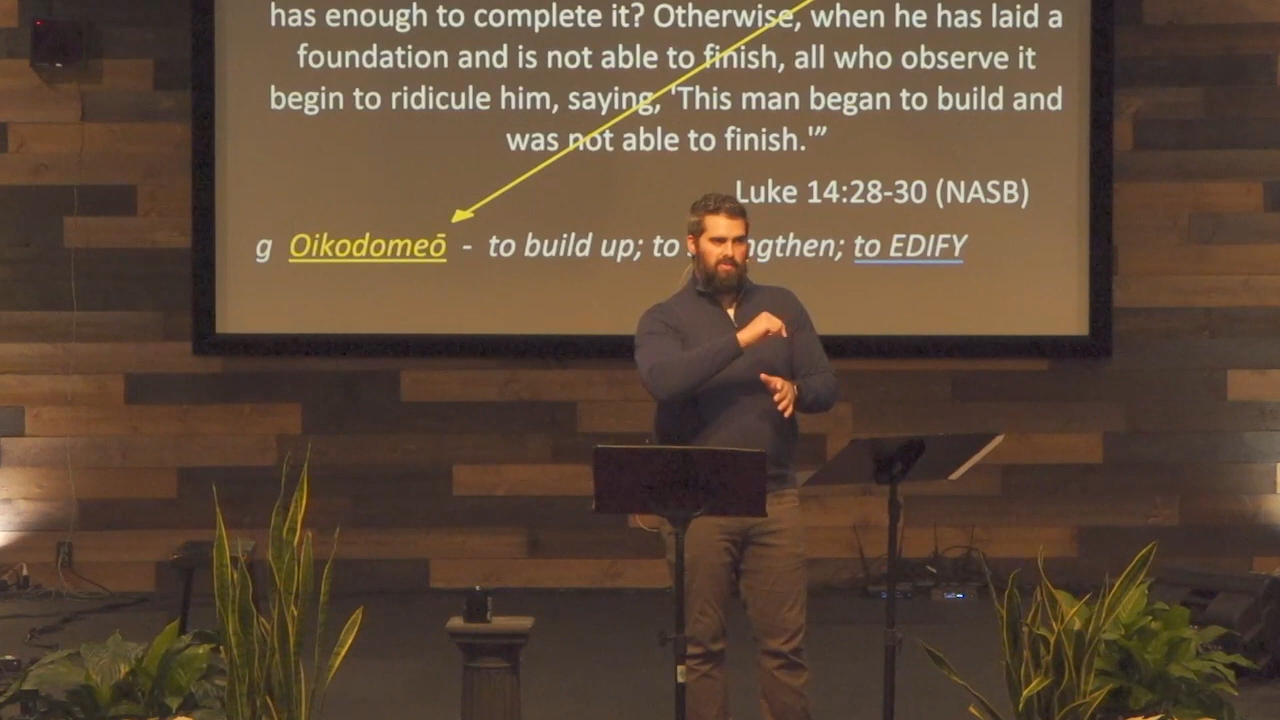 has enough to complete it? Otherwise, when he has laid a
foundation and is not able to finish, all who observe it
begin to ridicule him, saying, 'This man began to build and
was not able to finish.'”
Luke 14:28-30 (NASB)
g Oikodomeō - to build up; to ngthen; to EDIFY